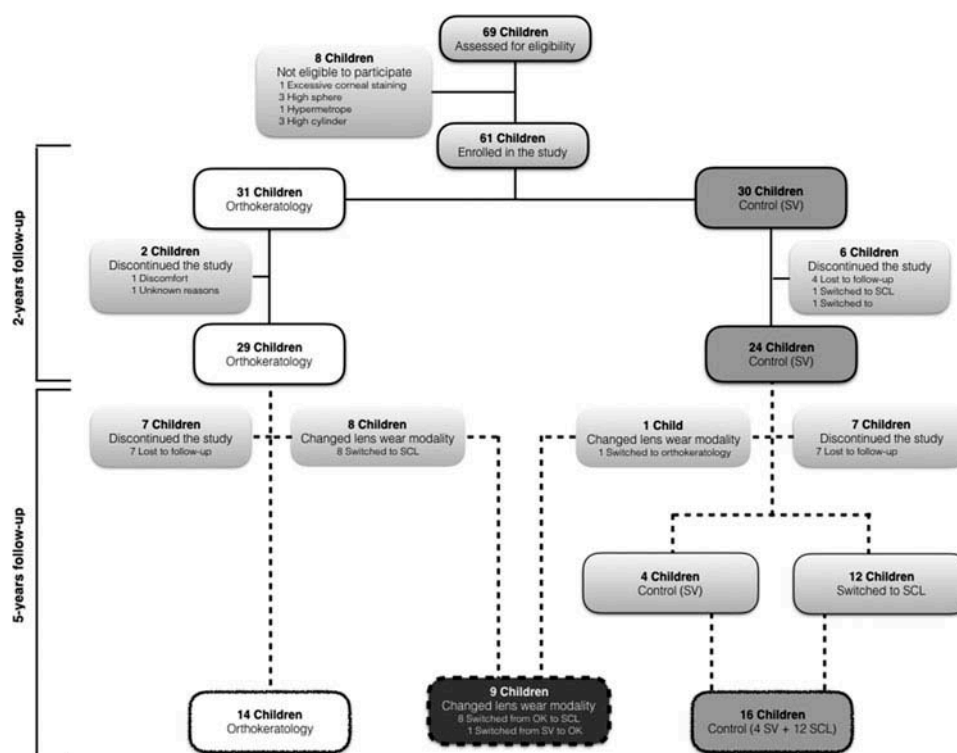 69 Children
Assessed for eligibility
8 Children
Not eligible to participate
1 Excessive corneal staining
3 High sphere
1 Hypermetrope
3 High cylinder
61 Children
Enrolled in the study
2-years follow-up
31 Children
Orthokeratology
30 Children
Control (SV)
2 Children
Discontinued the study
1 Discomfort
1 Unknown reasons
6 Children
Discontinued the study
4 Lost to follow-up
1 Switched to SCL
1 Switched to
29 Children
Orthokeratology
24 Children
Control (SV)
5-years follow-up
7 Children
Discontinued the study
7 Lost to follow-up
8 Children
Changed lens wear modality
8 Switched to SCL
1 Child
Changed lens wear modality
1 Switched to orthokeratology
7 Children
Discontinued the study
7 Lost to follow-up
4 Children
Control (SV)
12 Children
Switched to SCL
14 Children
Orthokeratology
9 Children
Changed lens wear modality
8 Switched from OK to SCL
1 Switched from SV to OK
16 Children
Control (4 SV + 12 SCL)